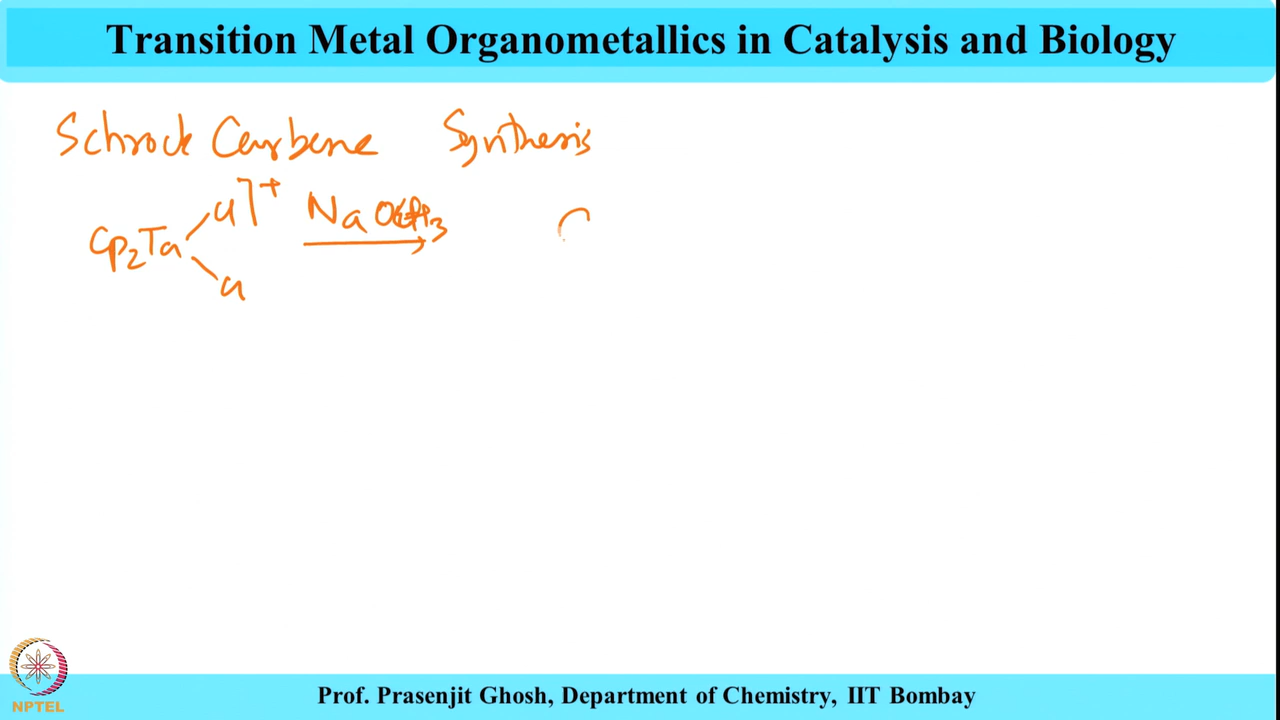 Transition Metal Organometallics in Catalysis and Biology
Schrock Carbene Synthesis
Cp₂Ta
]⁺
Na
Prof. Prasenjit Ghosh, Department of Chemistry, IIT Bombay
NPTEL